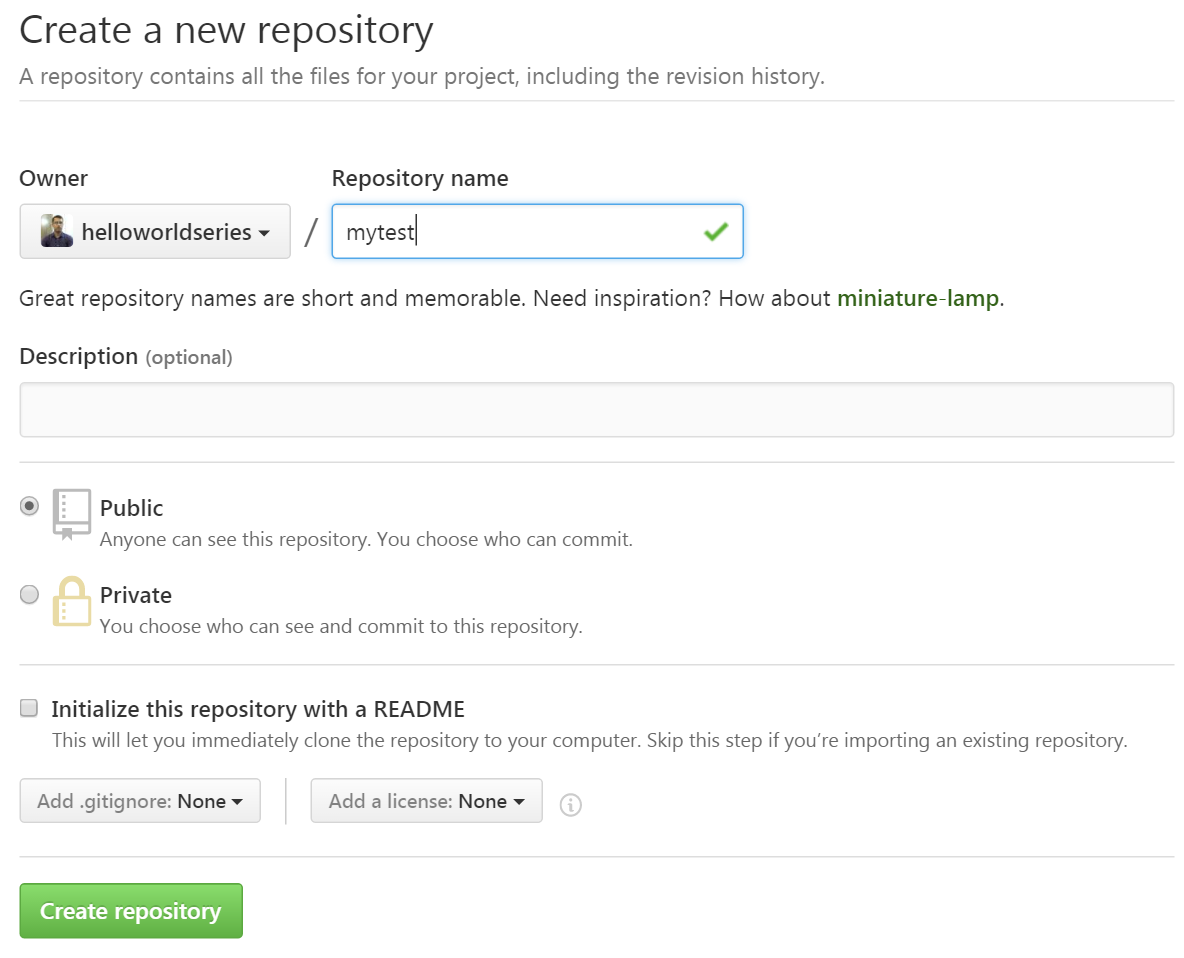 Create a new repository
A repository contains all the files for your project, including the revision history.
Owner
Repository name
helloworldseries
/
mytest
Great repository names are short and memorable. Need inspiration? How about miniature-lamp.
Description (optional)
Public
Anyone can see this repository. You choose who can commit.
Private
You choose who can see and commit to this repository.
Initialize this repository with a README
This will let you immediately clone the repository to your computer. Skip this step if you’re importing an existing repository.
Add .gitignore: None
Add a license: None
Create repository